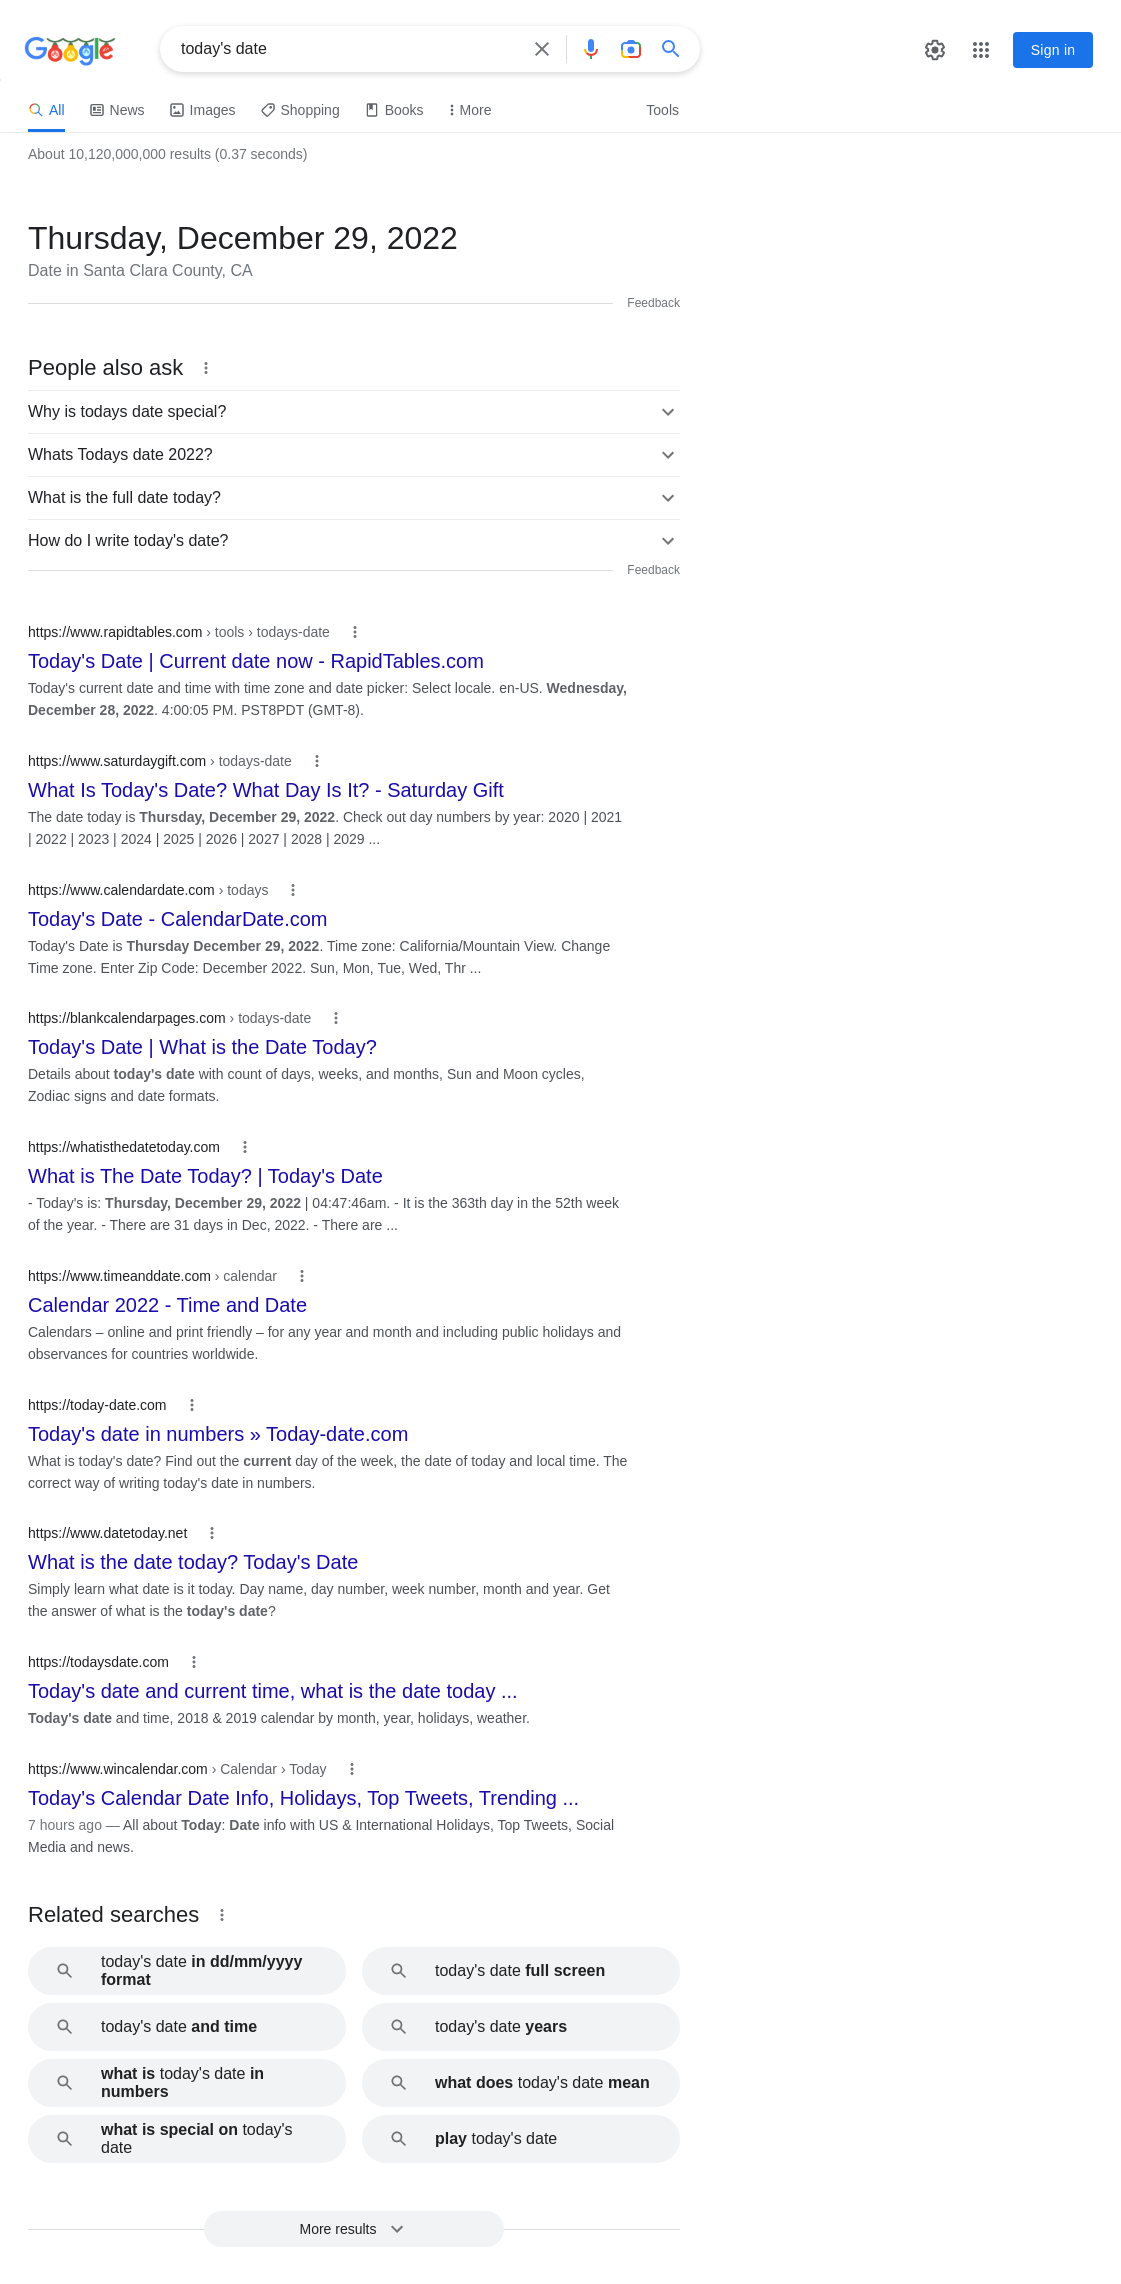 Google
today's date
Sign in
All News Images Shopping Books More Tools
About 10,120,000,000 results (0.37 seconds)
Thursday, December 29, 2022
Date in Santa Clara County, CA
Feedback
People also ask
Why is todays date special?
Whats Todays date 2022?
What is the full date today?
How do I write today's date?
Feedback
https://www.rapidtables.com › tools › todays-date
Today's Date | Current date now - RapidTables.com
Today's current date and time with time zone and date picker: Select locale. en-US. Wednesday,
December 28, 2022. 4:00:05 PM. PST8PDT (GMT-8).
https://www.saturdaygift.com › todays-date
What Is Today's Date? What Day Is It? - Saturday Gift
The date today is Thursday, December 29, 2022. Check out day numbers by year: 2020 | 2021
| 2022 | 2023 | 2024 | 2025 | 2026 | 2027 | 2028 | 2029 ...
https://www.calendardate.com › todays
Today's Date - CalendarDate.com
Today's Date is Thursday December 29, 2022. Time zone: California/Mountain View. Change
Time zone. Enter Zip Code: December 2022. Sun, Mon, Tue, Wed, Thr ...
https://blankcalendarpages.com › todays-date
Today's Date | What is the Date Today?
Details about today's date with count of days, weeks, and months, Sun and Moon cycles,
Zodiac signs and date formats.
https://whatisthedatetoday.com
What is The Date Today? | Today's Date
- Today's is: Thursday, December 29, 2022 | 04:47:46am. - It is the 363th day in the 52th week
of the year. - There are 31 days in Dec, 2022. - There are ...
https://www.timeanddate.com › calendar
Calendar 2022 - Time and Date
Calendars – online and print friendly – for any year and month and including public holidays and
observances for countries worldwide.
https://today-date.com
Today's date in numbers » Today-date.com
What is today's date? Find out the current day of the week, the date of today and local time. The
correct way of writing today's date in numbers.
https://www.datetoday.net
What is the date today? Today's Date
Simply learn what date is it today. Day name, day number, week number, month and year. Get
the answer of what is the today's date?
https://todaysdate.com
Today's date and current time, what is the date today ...
Today's date and time, 2018 & 2019 calendar by month, year, holidays, weather.
https://www.wincalendar.com › Calendar › Today
Today's Calendar Date Info, Holidays, Top Tweets, Trending ...
7 hours ago — All about Today: Date info with US & International Holidays, Top Tweets, Social
Media and news.
Related searches
today's date in dd/mm/yyyy
format
today's date full screen
today's date and time
today's date years
what is today's date in
numbers
what does today's date mean
what is special on today's
date
play today's date
More results